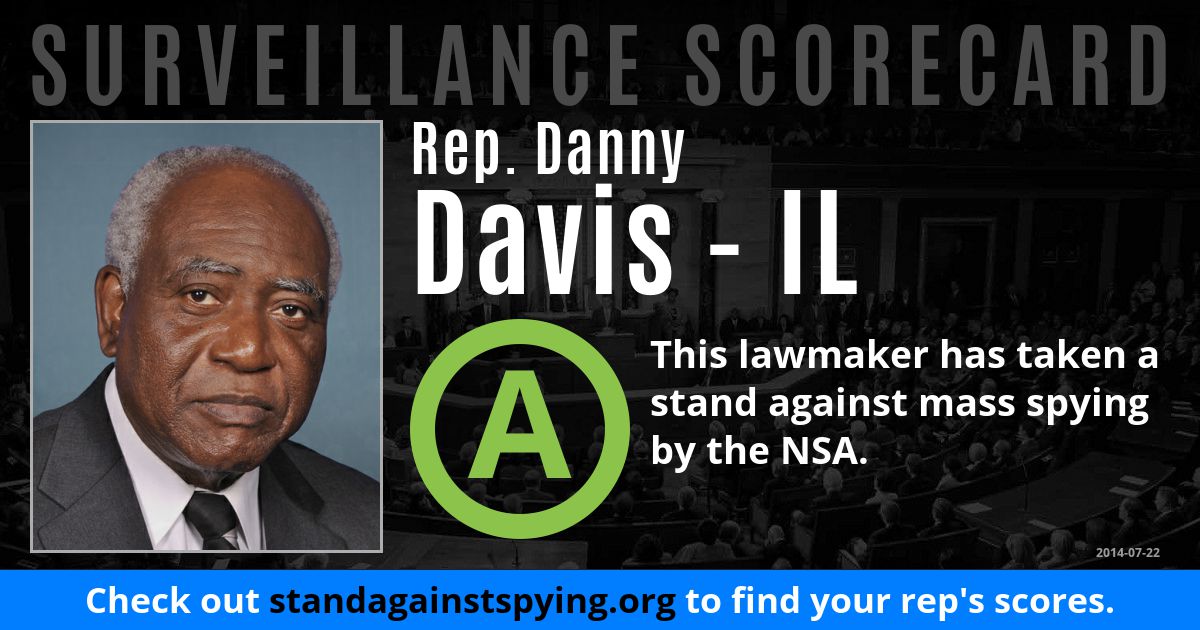 SURVEILLANCE SCORECARD
Rep. Danny
Davis - IL
A
This lawmaker has taken a
stand against mass spying
by the NSA.
2014-07-22
Check out standagainstspying.org to find your rep's scores.